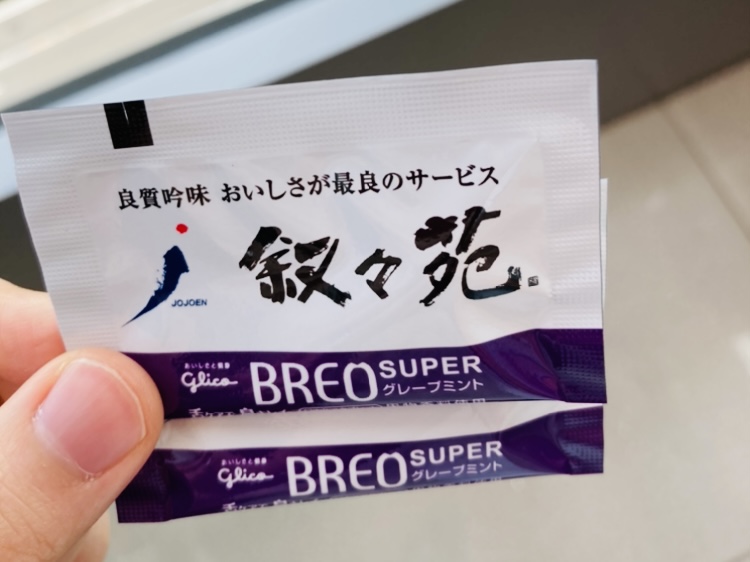 良質吟味 おいしさが最良のサービス
叙々苑
JOJOEN
おいしさと健康
Glico
BREO SUPER
グレープミント
おいしさと健康
Glico
BREO SUPER
グレープミント